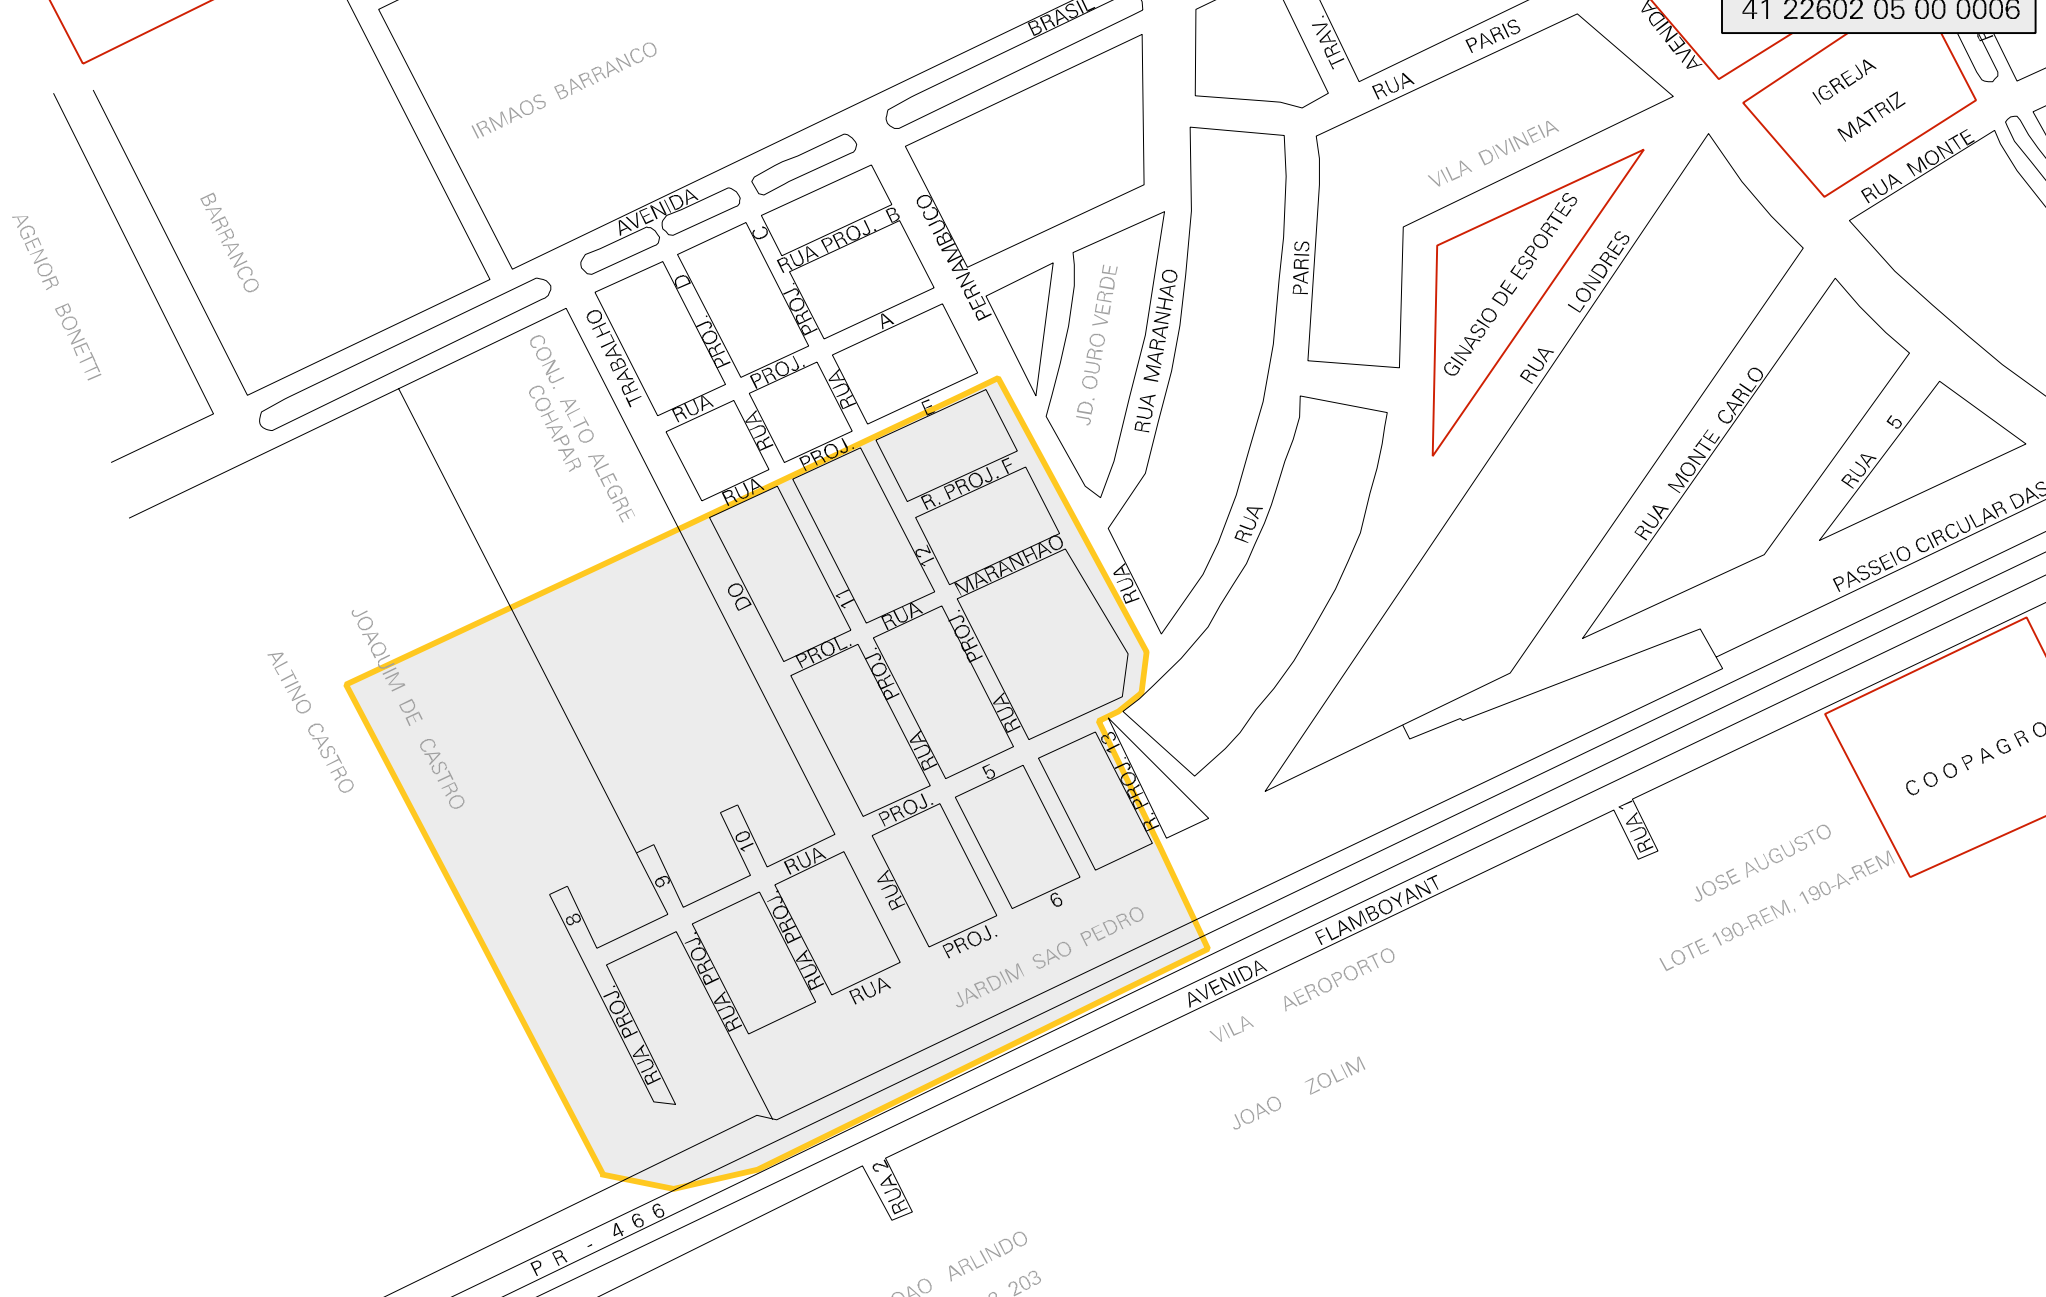 41 22602 05 00 0006
BRASIL
TRAV.
PARIS
RUA
AVENIDA
IGREJA
MATRIZ
RUA MONTE
IRMAOS BARRANCO
BARRANCO
AGENOR BONETTI
AVENIDA
VILA DIVINEIA
GINASIO DE ESPORTES
RUA LONDRES
PERNAMBUCO
C
RUA PROJ. B
D
PROJ.
PROJ.
A
TRABALHO
PROJ.
RUA
RUA
RUA
CONJ. ALTO ALEGRE
COHAPAR
JD. OURO VERDE
RUA MARANHAO
PARIS
RUA
RUA MONTE CARLO
RUA 5
PASSEIO CIRCULAR DAS
RUA PROJ. E
R. PROJ. F
12
MARANHAO
RUA
DO
11
RUA
PROL.
PROJ.
PROJ.
RUA
RUA
JOAQUIM DE CASTRO
ALTINO CASTRO
R. PROJ. 13
5
PROJ.
RUA
10
9
8
RUA
6
PROJ.
RUA
RUA PROJ.
RUA PROJ.
RUA PROJ.
JARDIM SAO PEDRO
COOPAGRO
RUA 1
JOSE AUGUSTO
LOTE 190-REM, 190-A-REM
AVENIDA FLAMBOYANT
VILA AEROPORTO
JOAO ZOLIM
RUA 2
PR - 466
ARLINDO
203